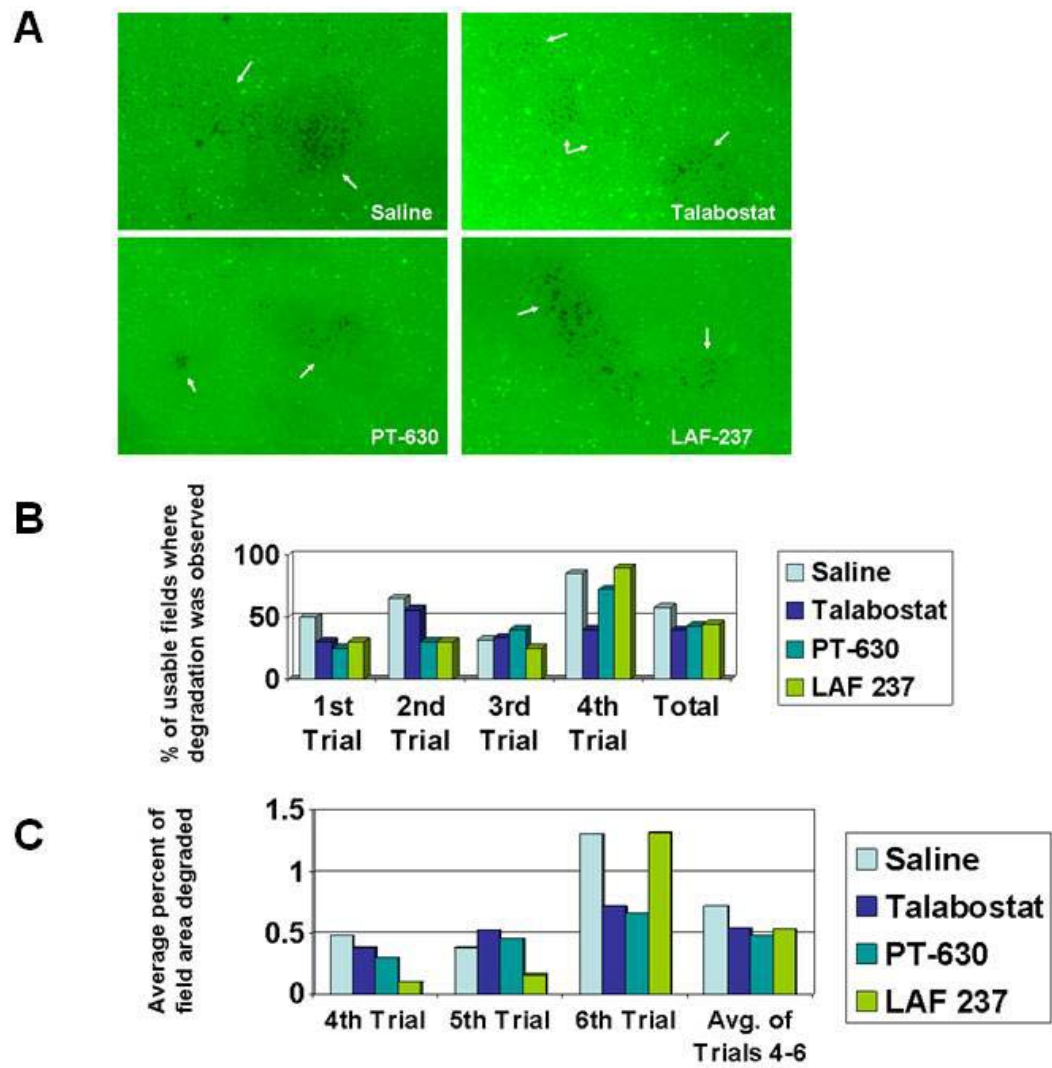 A
Saline
Talabostat
PT-630
LAF-237
B
% of usable fields where
degradation was observed
100
50
0
1st
Trial
2nd
Trial
3rd
Trial
4th
Trial
Total
Saline
Talabostat
PT-630
LAF 237
C
Average percent of
field area degraded
1.5
1
0.5
0
4th Trial
5th Trial
6th Trial
Avg. of
Trials 4-6
Saline
Talabostat
PT-630
LAF 237